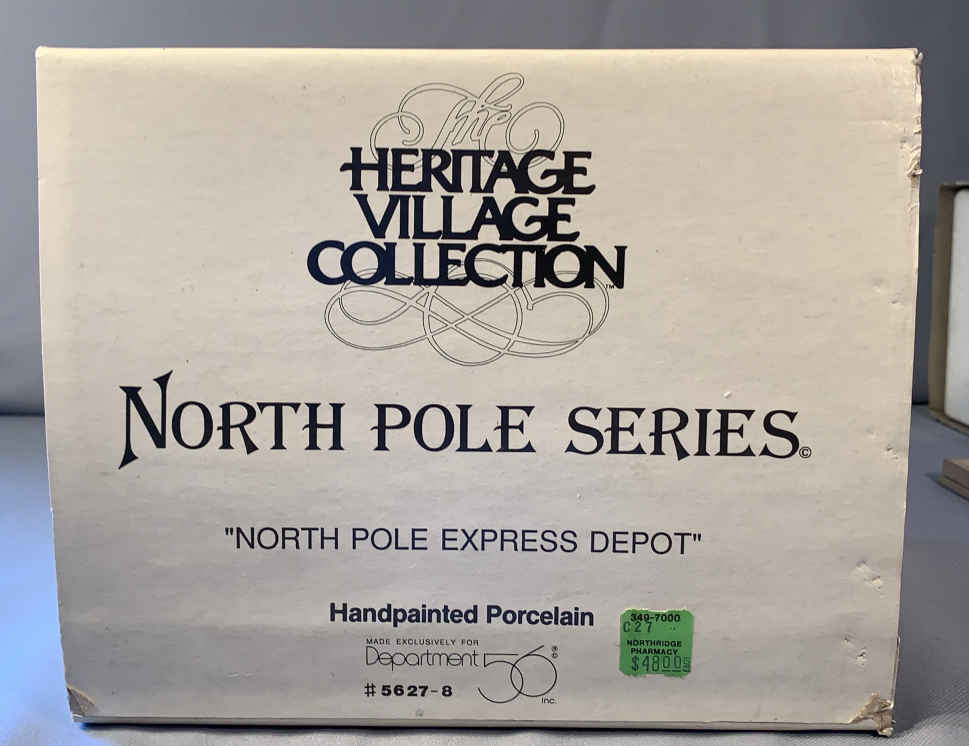 The
HERITAGE
VILLAGE
COLLECTION™
NORTH POLE SERIES©
"NORTH POLE EXPRESS DEPOT"
Handpainted Porcelain
MADE EXCLUSIVELY FOR
Department 56 ®© inc.
# 5627-8
349-7000
C27
NORTHRIDGE
PHARMACY
$48.00